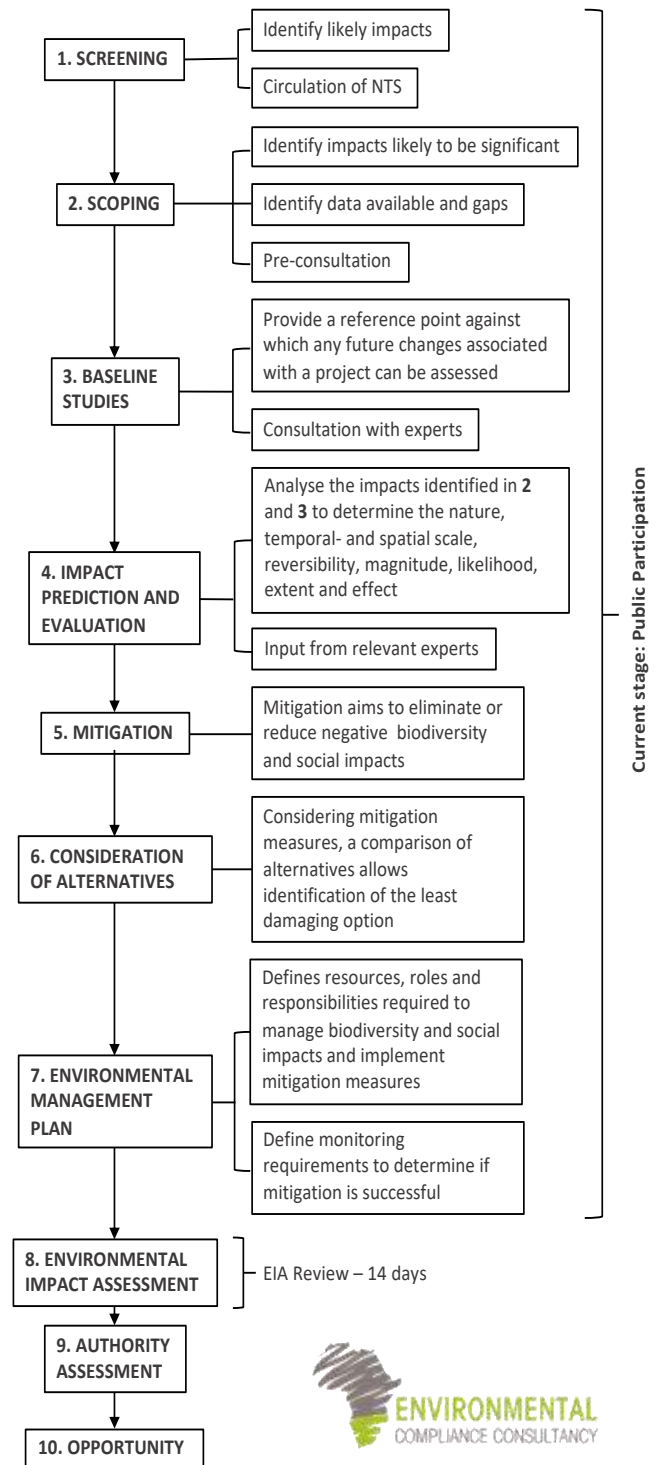 Identify likely impacts
1. SCREENING
Circulation of NTS
Identify impacts likely to be significant
2. SCOPING
Identify data available and gaps
Pre-consultation
Provide a reference point against
which any future changes associated
with a project can be assessed
3. BASELINE
STUDIES
Consultation with experts
Analyse the impacts identified in 2
and 3 to determine the nature,
temporal- and spatial scale,
reversibility, magnitude, likelihood,
extent and effect
4. IMPACT
PREDICTION AND
EVALUATION
Input from relevant experts
5. MITIGATION
Mitigation aims to eliminate or
reduce negative biodiversity
and social impacts
6. CONSIDERATION
OF ALTERNATIVES
Considering mitigation
measures, a comparison of
alternatives allows
identification of the least
damaging option
Defines resources, roles and
responsibilities required to
manage biodiversity and social
impacts and implement
mitigation measures
7. ENVIRONMENTAL
MANAGEMENT
PLAN
Define monitoring
requirements to determine if
mitigation is successful
Current stage: Public Participation
8. ENVIRONMENTAL
IMPACT ASSESSMENT
EIA Review – 14 days
9. AUTHORITY
ASSESSMENT
10. OPPORTUNITY
ENVIRONMENTAL
COMPLIANCE CONSULTANCY